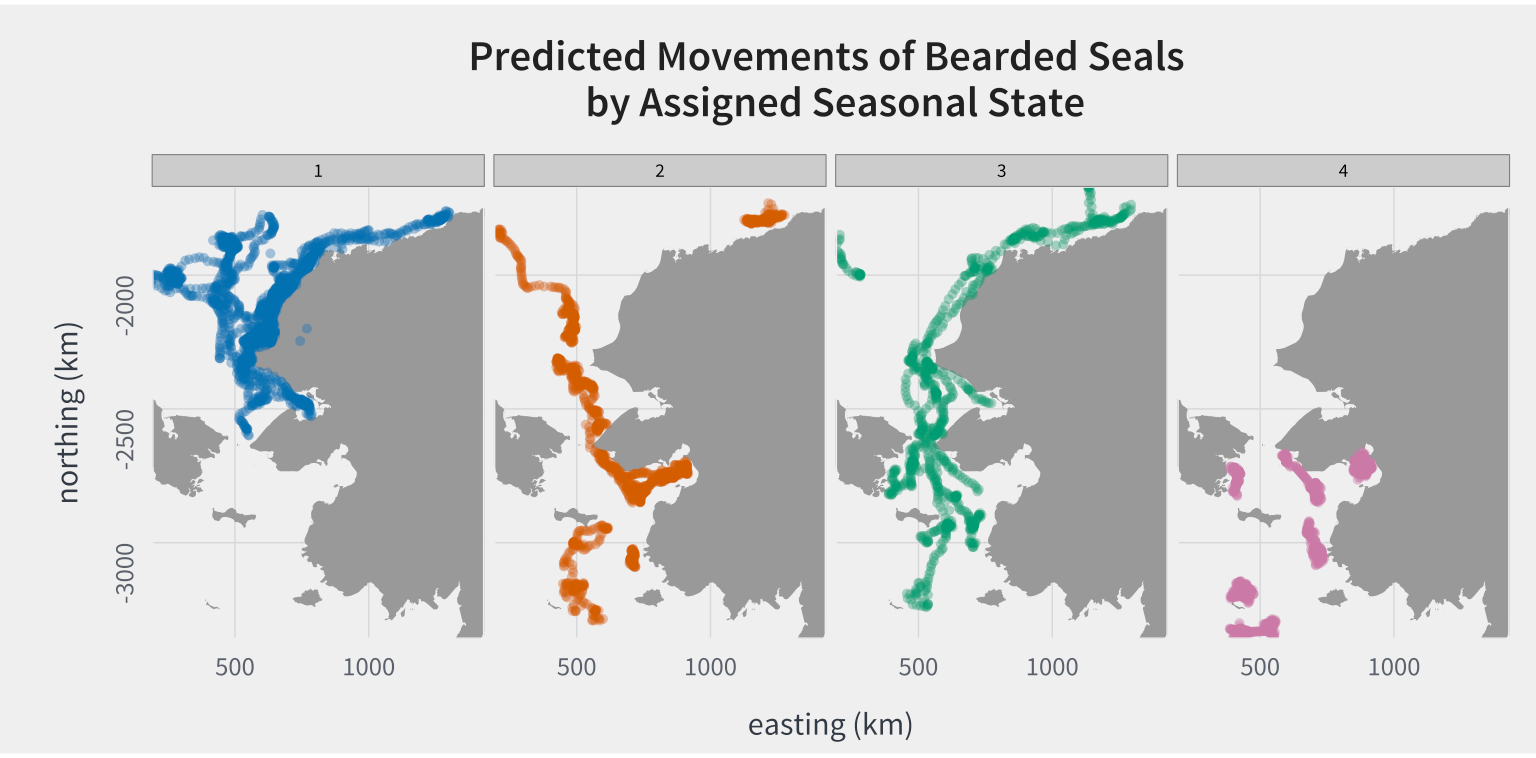 Predicted Movements of Bearded Seals
by Assigned Seasonal State
1 2 3 4
northing (km)
-2000
-2500
-3000
500 1000 500 1000 500 1000 500 1000
easting (km)